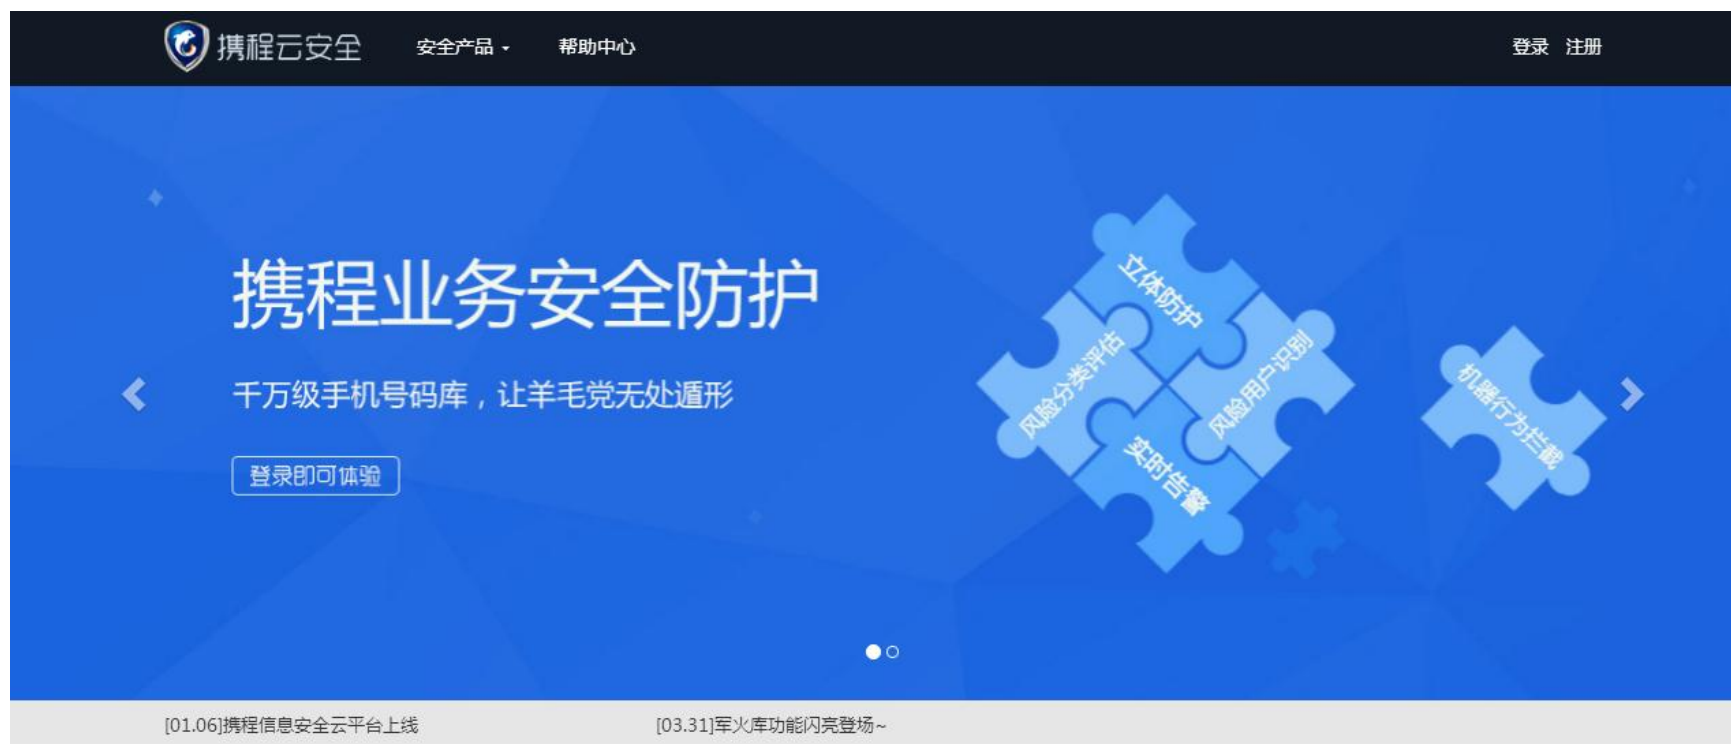 携程云安全 安全产品 帮助中心 登录 注册
携程业务安全防护
千万级手机号码库，让羊毛党无处遁形
登录即可体验
立体防护
风险分类评估
风险用户识别
实时告警
机器行为拦截
[01.06]携程信息安全云平台上线 [03.31]军火库功能闪亮登场~